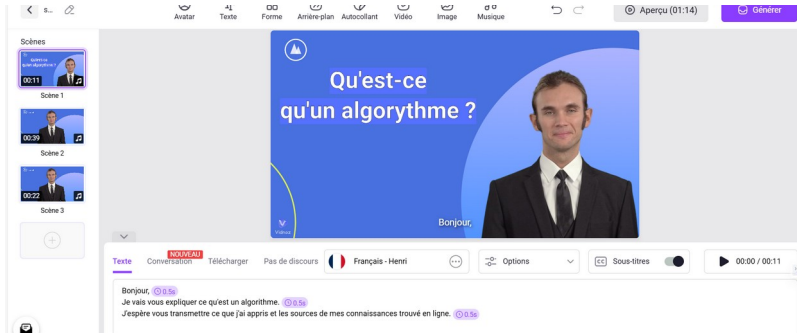 s...
Avatar
Texte
Forme
Arrière-plan
Autocollant
Vidéo
Image
Musique
Aperçu (01:14)
Générer
Scènes
00:11
Scène 1
00:39
Scène 2
00:22
Scène 3
Qu'est-ce
qu'un algorythme ?
Bonjour,
Texte
Conversation
NOUVEAU
Télécharger
Pas de discours
Français - Henri
Options
CC
Sous-titres
00:00 / 00:11
Bonjour, 0.5s
Je vais vous expliquer ce qu'est un algorithme. 0.5s
J'espère vous transmettre ce que j'ai appris et les sources de mes connaissances trouvé en ligne. 0.5s